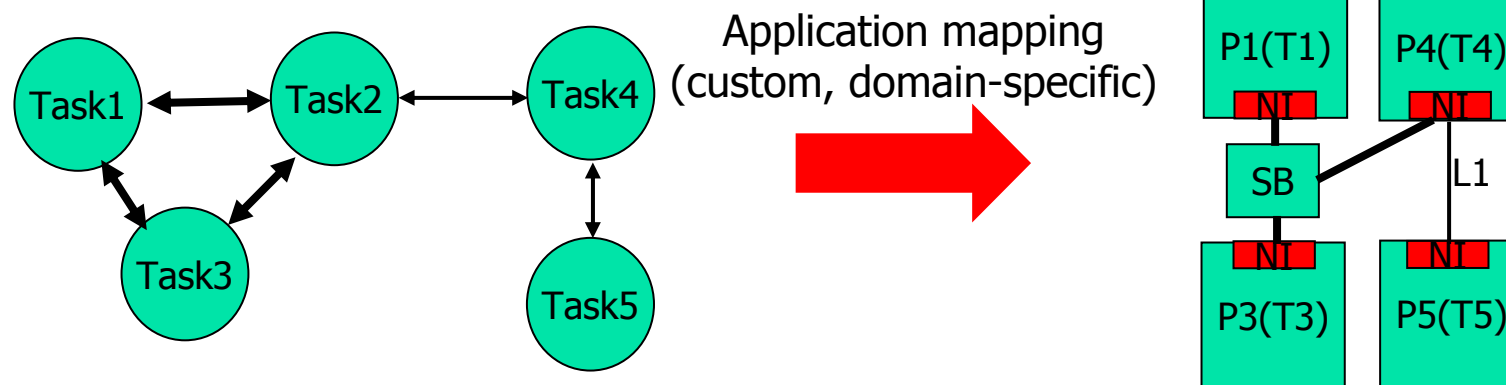 Task1
Task2
Task4
Task3
Task5
Application mapping
(custom, domain-specific)
P1(T1)
NI
P4(T4)
NI
SB
L1
NI
P3(T3)
NI
P5(T5)